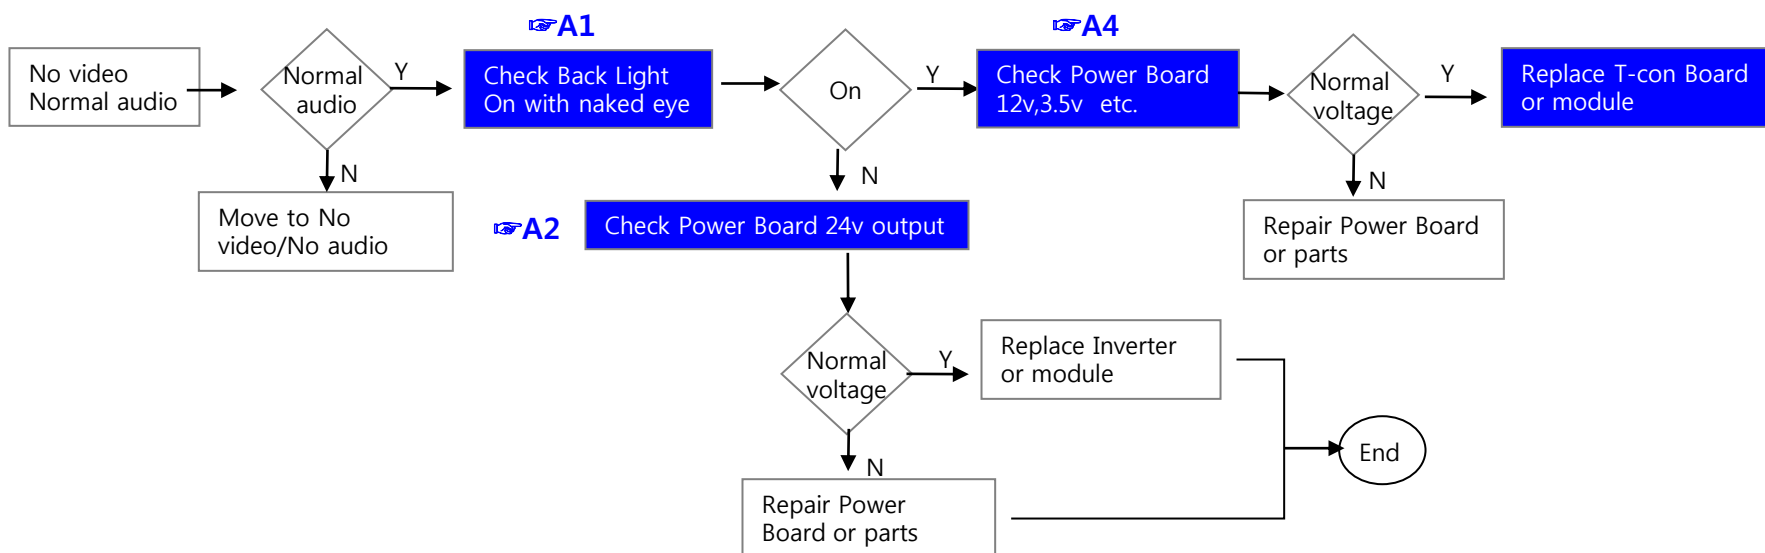 ☞A1
☞A4
No video
Normal audio
Normal
audio
Y
Check Back Light
On with naked eye
On
Y
Check Power Board
12v,3.5v etc.
Normal
voltage
Y
Replace T-con Board
or module
N
Move to No
video/No audio
N
☞A2
Check Power Board 24v output
N
Repair Power Board
or parts
Normal
voltage
Y
Replace Inverter
or module
End
N
Repair Power
Board or parts